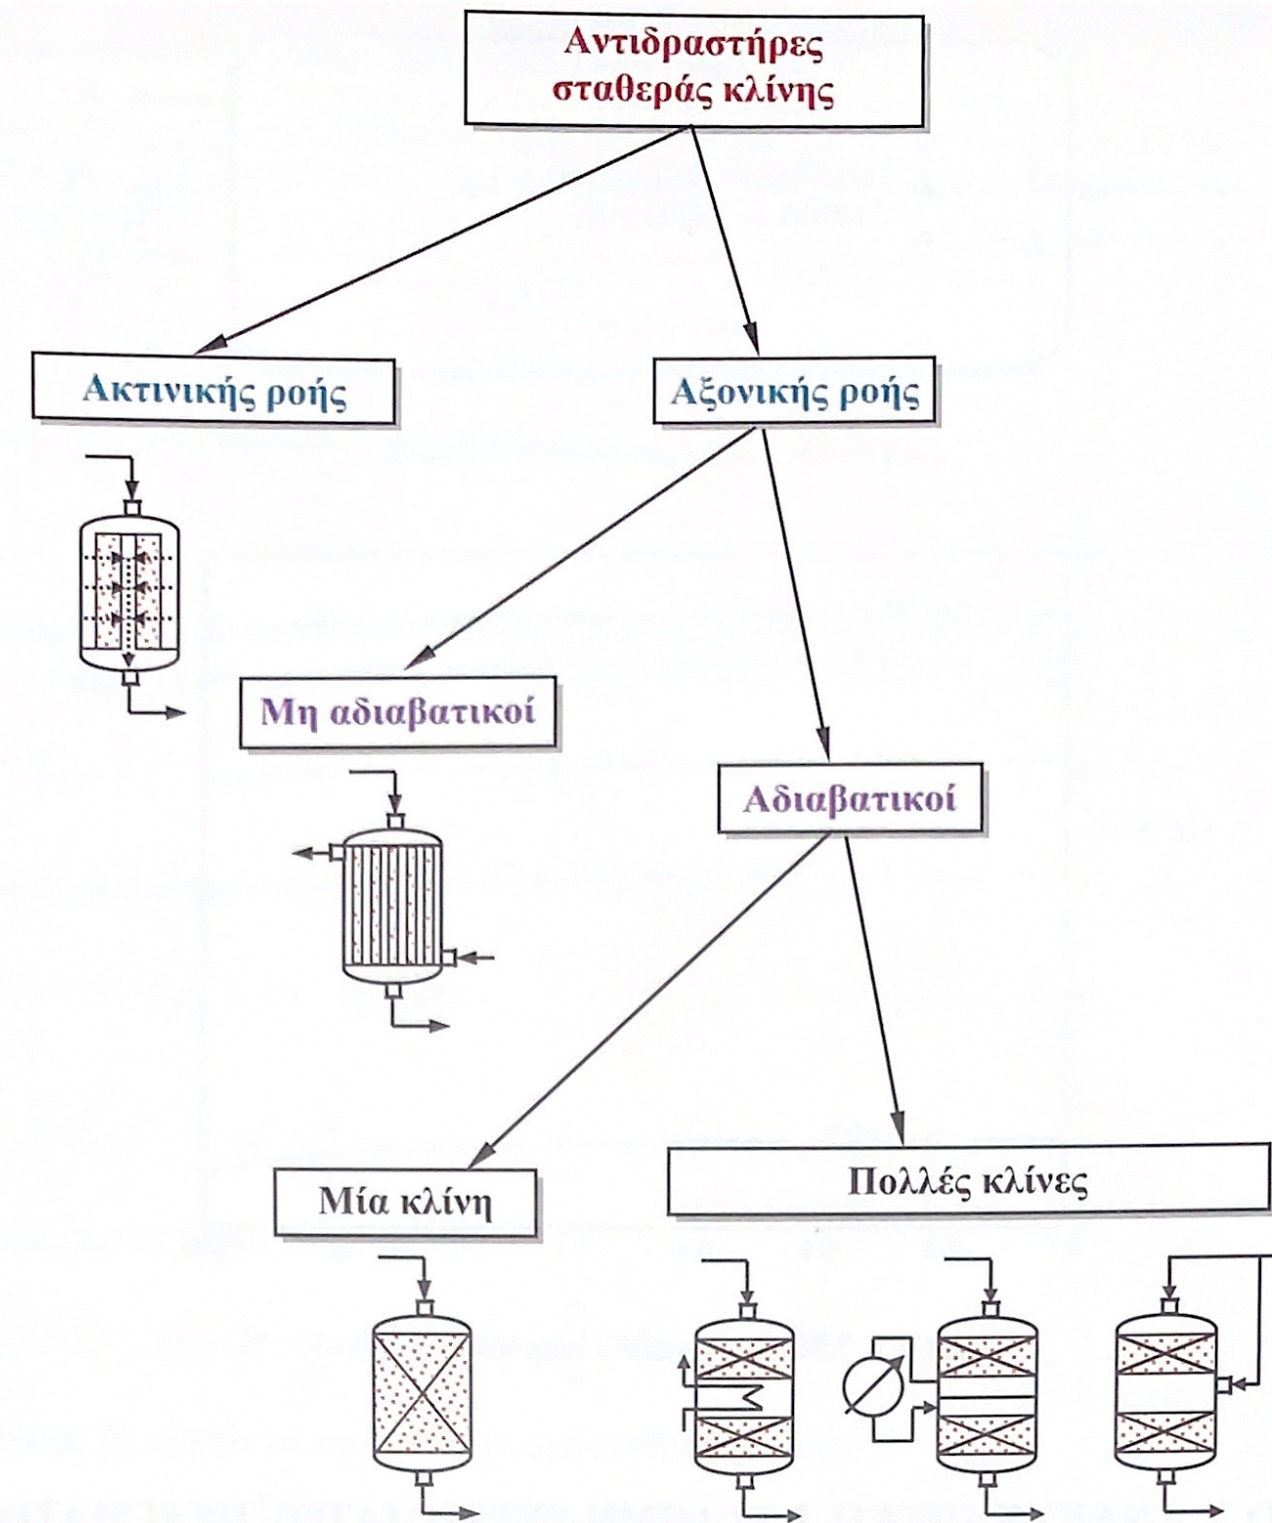 Αντιδραστήρες
σταθεράς κλίνης
Ακτινικής ροής
Αξονικής ροής
Μη αδιαβατικοί
Αδιαβατικοί
Μία κλίνη
Πολλές κλίνες